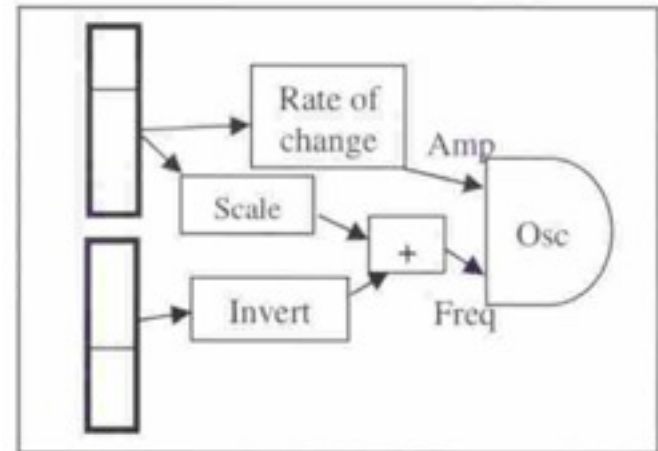 Rate of
change
Amp
Scale
Osc
+
Invert
Freq